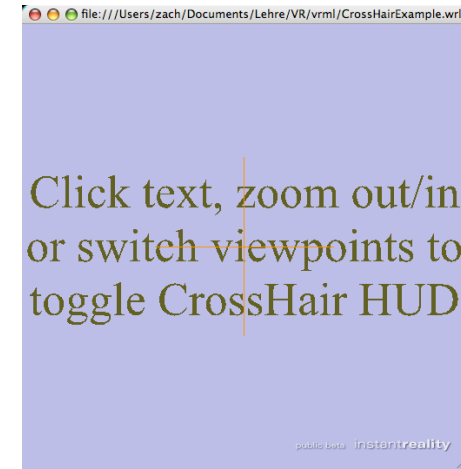 file:///Users/zach/Documents/Lehre/VR/vrml/CrossHairExample.wrl
Click text, zoom out/in
or switch viewpoints to
toggle CrossHair HUD
public beta instantreality